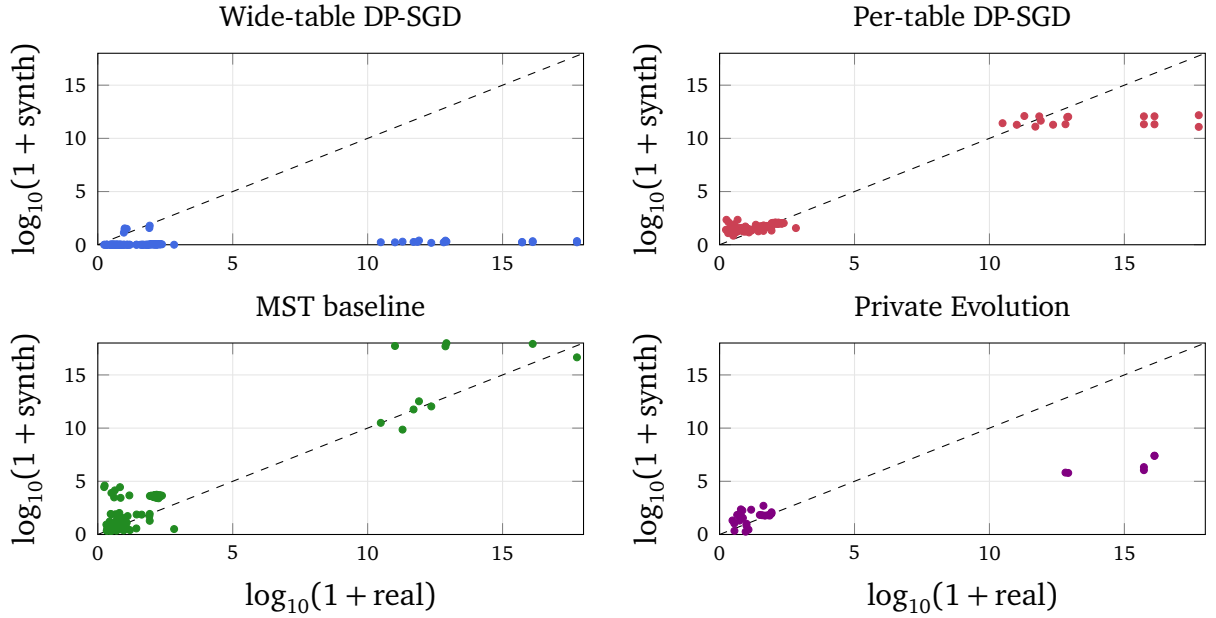 Wide-table DP-SGD
log₁₀(1 + synth)
15
10
5
0
0 5 10 15
Per-table DP-SGD
log₁₀(1 + synth)
15
10
5
0
0 5 10 15
MST baseline
log₁₀(1 + synth)
15
10
5
0
0 5 10 15
log₁₀(1 + real)
Private Evolution
log₁₀(1 + synth)
15
10
5
0
0 5 10 15
log₁₀(1 + real)